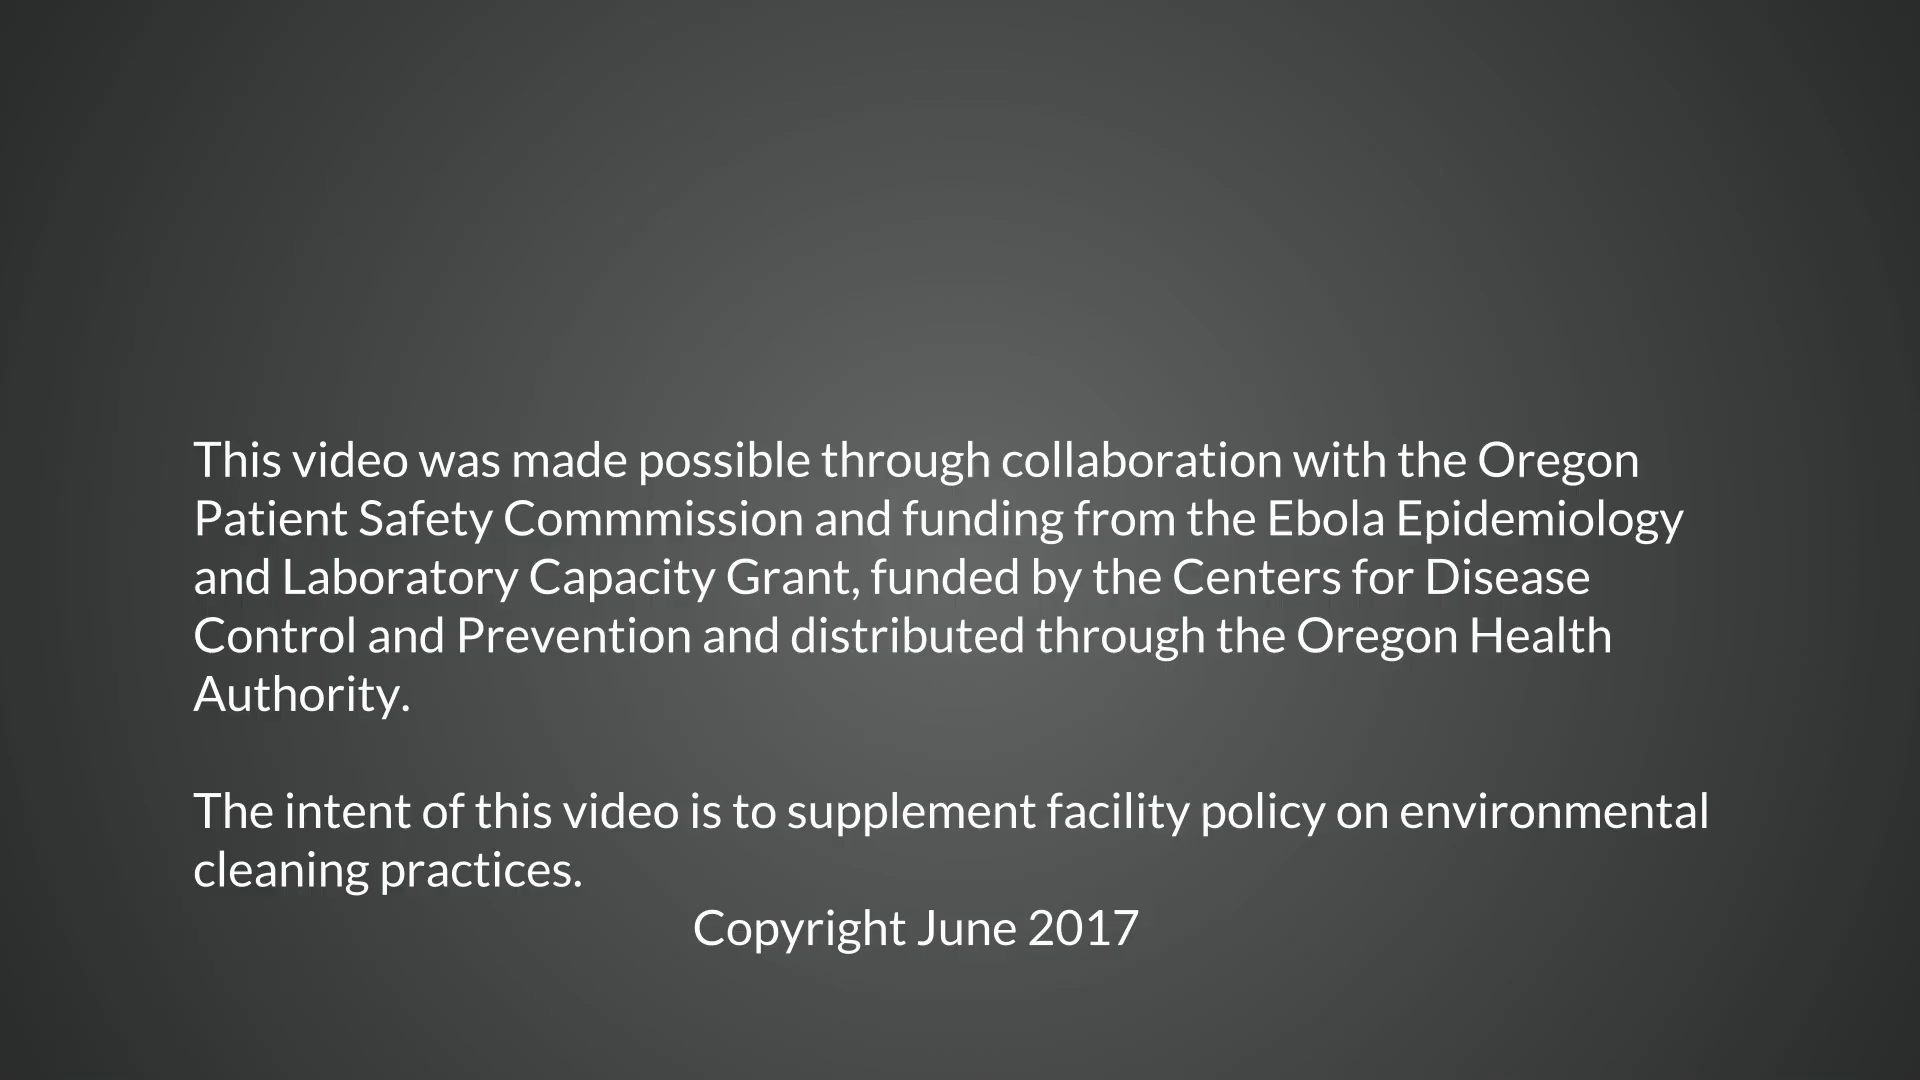 This video was made possible through collaboration with the Oregon
Patient Safety Commmission and funding from the Ebola Epidemiology
and Laboratory Capacity Grant, funded by the Centers for Disease
Control and Prevention and distributed through the Oregon Health
Authority.
The intent of this video is to supplement facility policy on environmental
cleaning practices.
Copyright June 2017